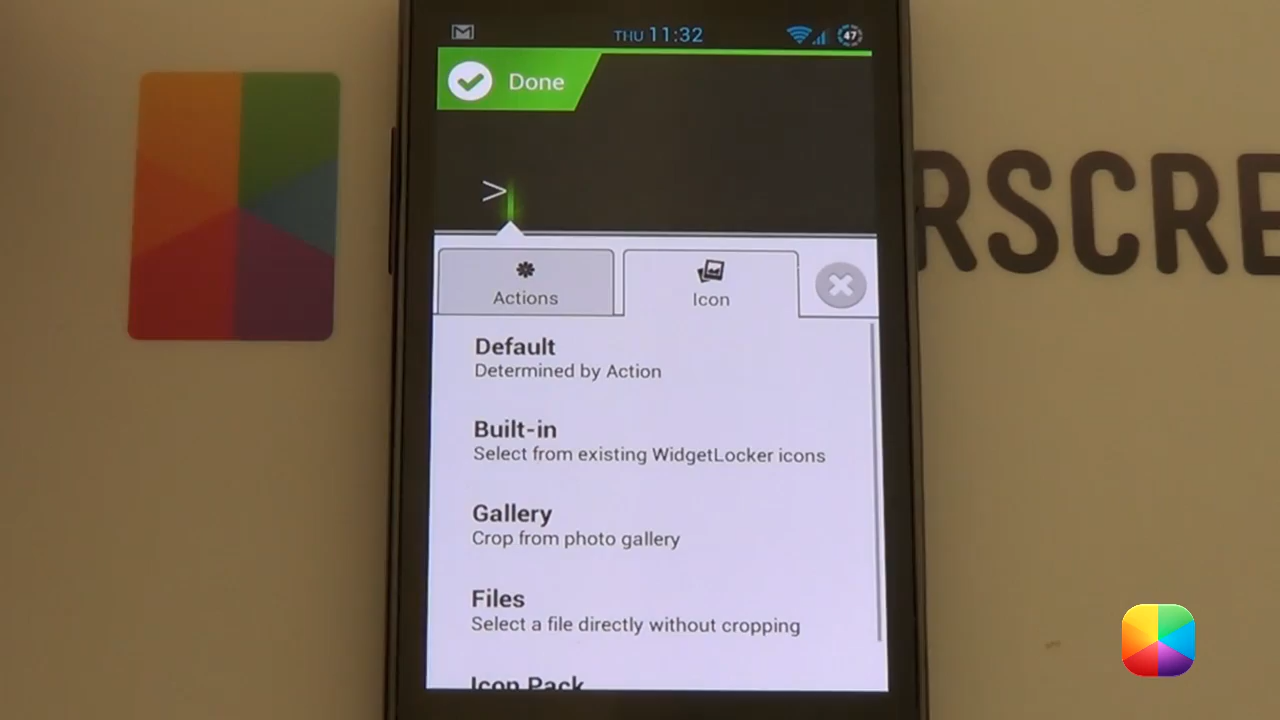 THU 11:32
47
Done
>
RSCRE
Actions
Icon
Default
Determined by Action
Built-in
Select from existing WidgetLocker icons
Gallery
Crop from photo gallery
Files
Select a file directly without cropping
Icon Pack